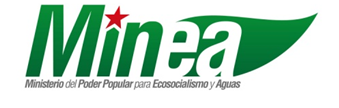 Minea
Ministerio del Poder Popular para Ecosocialismo y Aguas